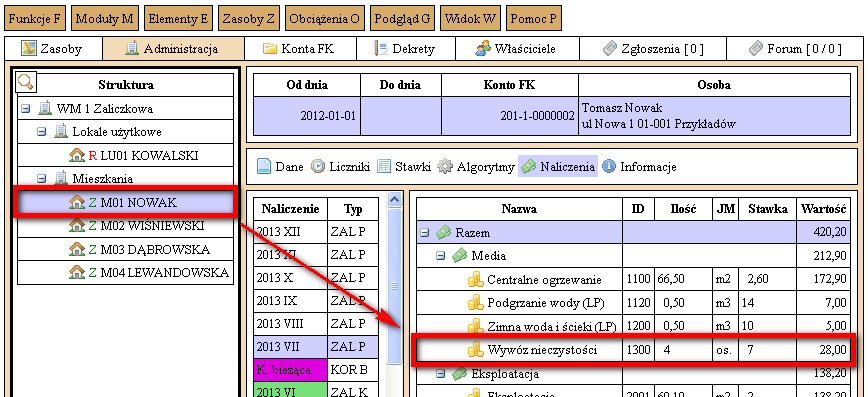 Funkcje F Moduły M Elementy E Zasoby Z Obciążenia O Podgląd G Widok W Pomoc P
Zasoby Administracja Konta FK Dekrety Właściciele Zgłoszenia [ 0 ] Forum [ 0 / 0 ]
Struktura
WM 1 Zaliczkowa
Lokale użytkowe
R LU01 KOWALSKI
Mieszkania
Z M01 NOWAK
Z M02 WIŚNIEWSKI
Z M03 DĄBROWSKA
Z M04 LEWANDOWSKA
Od dnia Do dnia Konto FK Osoba
2012-01-01 201-1-0000002 Tomasz Nowak
ul Nowa 1 01-001 Przykładów
Dane Liczniki Stawki Algorytmy Naliczenia Informacje
Naliczenie Typ
2013 XII ZAL P
2013 XI ZAL P
2013 X ZAL P
2013 IX ZAL P
2013 VIII ZAL P
2013 VII ZAL P
K. bieżąca KOR B
2013 VI ZAL K
Nazwa ID Ilość JM Stawka Wartość
Razem 420,20
Media 212,90
Centralne ogrzewanie 1100 66,50 m2 2,60 172,90
Podgrzanie wody (LP) 1120 0,50 m3 14 7,00
Zimna woda i ścieki (LP) 1200 0,50 m3 10 5,00
Wywóz nieczystości 1300 4 os. 7 28,00
Eksploatacja 138,20
Eksploatacja 2001 60,10 m2 2 138,20